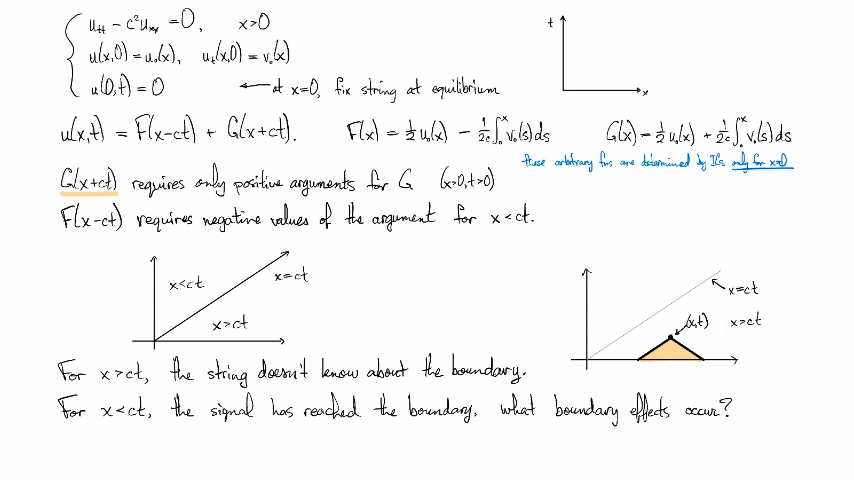 u_tt - c²u_xx = 0, x>0
u(x,0) = u₀(x), u_t(x,0) = v₀(x)
u(0,t) = 0 ← at x=0, fix string at equilibrium
t
x
u(x,t) = F(x-ct) + G(x+ct). F(x) = ½u₀(x) - 1/2c ∫₀ˣ v₀(s)ds G(x) = ½u₀(x) + 1/2c ∫₀ˣ v₀(s)ds
these arbitrary fns are determined by ICs only for x>0
G(x+ct) requires only positive arguments for G (x>0, t>0)
F(x-ct) requires negative values of the argument for x<ct.
x<ct
x=ct
x>ct
x=ct
(x,t)
x>ct
For x>ct, the string doesn't know about the boundary.
For x<ct, the signal has reached the boundary, what boundary effects occur?